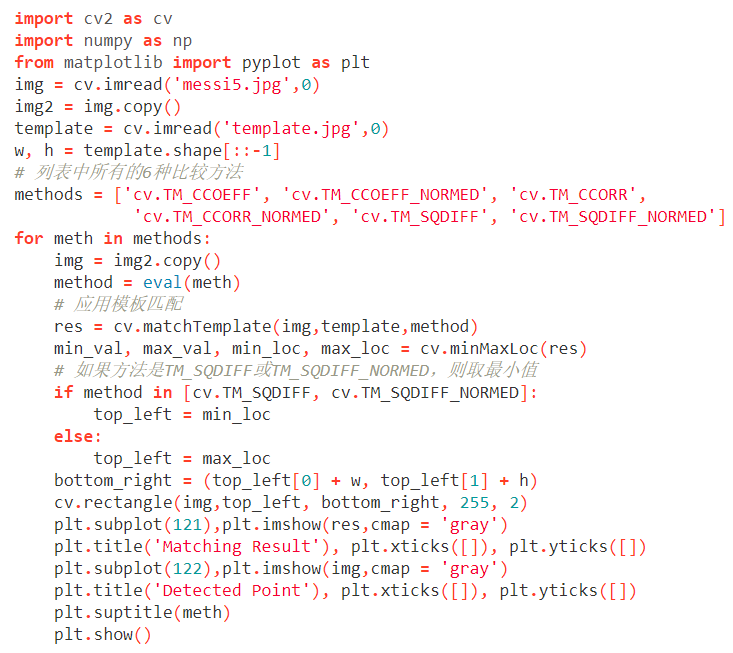 import cv2 as cv
import numpy as np
from matplotlib import pyplot as plt
img = cv.imread('messi5.jpg',0)
img2 = img.copy()
template = cv.imread('template.jpg',0)
w, h = template.shape[::-1]
# 列表中所有的6种比较方法
methods = ['cv.TM_CCOEFF', 'cv.TM_CCOEFF_NORMED', 'cv.TM_CCORR',
            'cv.TM_CCORR_NORMED', 'cv.TM_SQDIFF', 'cv.TM_SQDIFF_NORMED']
for meth in methods:
    img = img2.copy()
    method = eval(meth)
    # 应用模板匹配
    res = cv.matchTemplate(img,template,method)
    min_val, max_val, min_loc, max_loc = cv.minMaxLoc(res)
    # 如果方法是TM_SQDIFF或TM_SQDIFF_NORMED，则取最小值
    if method in [cv.TM_SQDIFF, cv.TM_SQDIFF_NORMED]:
        top_left = min_loc
    else:
        top_left = max_loc
    bottom_right = (top_left[0] + w, top_left[1] + h)
    cv.rectangle(img,top_left, bottom_right, 255, 2)
    plt.subplot(121),plt.imshow(res,cmap = 'gray')
    plt.title('Matching Result'), plt.xticks([]), plt.yticks([])
    plt.subplot(122),plt.imshow(img,cmap = 'gray')
    plt.title('Detected Point'), plt.xticks([]), plt.yticks([])
    plt.suptitle(meth)
    plt.show()